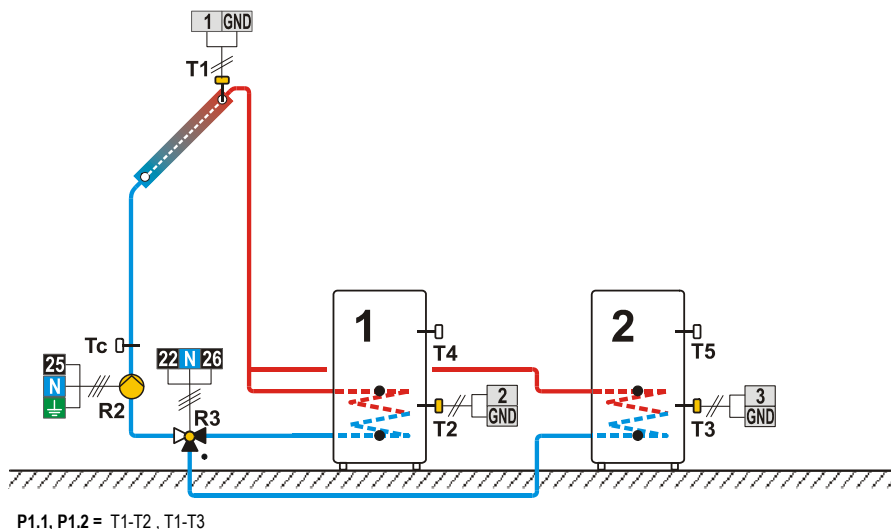 1 GND
T1
1
2
T4
T5
Tc
25
N
22 N 26
R2
R3
2
GND
T2
3
GND
T3
P1.1, P1.2 = T1-T2 , T1-T3